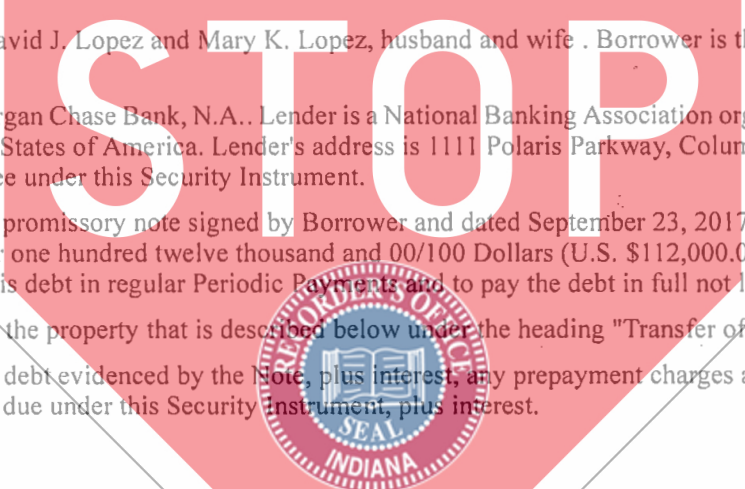 avid J. Lopez and Mary K. Lopez, husband and wife . Borrower is th
STOP
rgan Chase Bank, N.A.. Lender is a National Banking Association org
States of America. Lender's address is 1111 Polaris Parkway, Colum
ee under this Security Instrument.
promissory note signed by Borrower and dated September 23, 2017
r one hundred twelve thousand and 00/100 Dollars (U.S. $112,000.0
is debt in regular Periodic Payments and to pay the debt in full not l
the property that is described below under the heading "Transfer of
debt evidenced by the Note, plus interest, any prepayment charges a
due under this Security Instrument, plus interest.
RECORDER'S OFFICE
SEAL
INDIANA